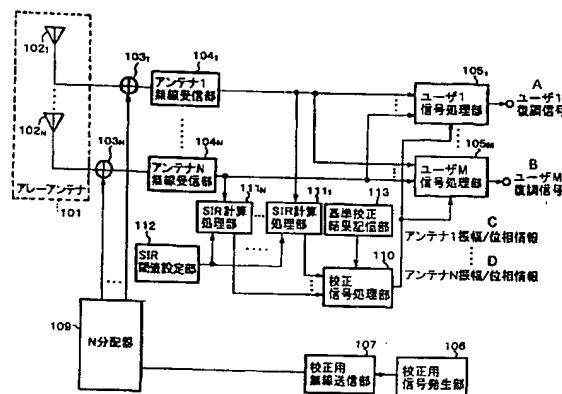 102₁
103₁
104₁
アンテナ1
無線受信部
105₁
ユーザ1
信号処理部
A
ユーザ1
復調信号
102N
103N
104N
アンテナN
無線受信部
105M
ユーザM
信号処理部
B
ユーザM
復調信号
アレーアンテナ
101
111N
SIR計算
処理部
111₁
SIR計算
処理部
113
基準校正
結果記憶部
C
アンテナ1振幅/位相情報
D
アンテナN振幅/位相情報
112
SIR
閾値設定部
110
校正
信号処理部
109
N分配器
107
校正用
無線送信部
106
校正用
信号発生部